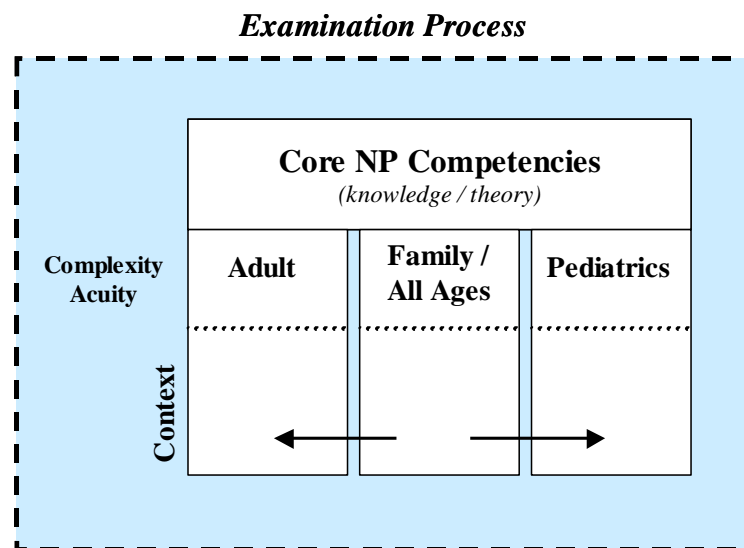 Examination Process
Core NP Competencies
(knowledge / theory)
Complexity
Acuity
Adult
Family /
All Ages
Pediatrics
Context